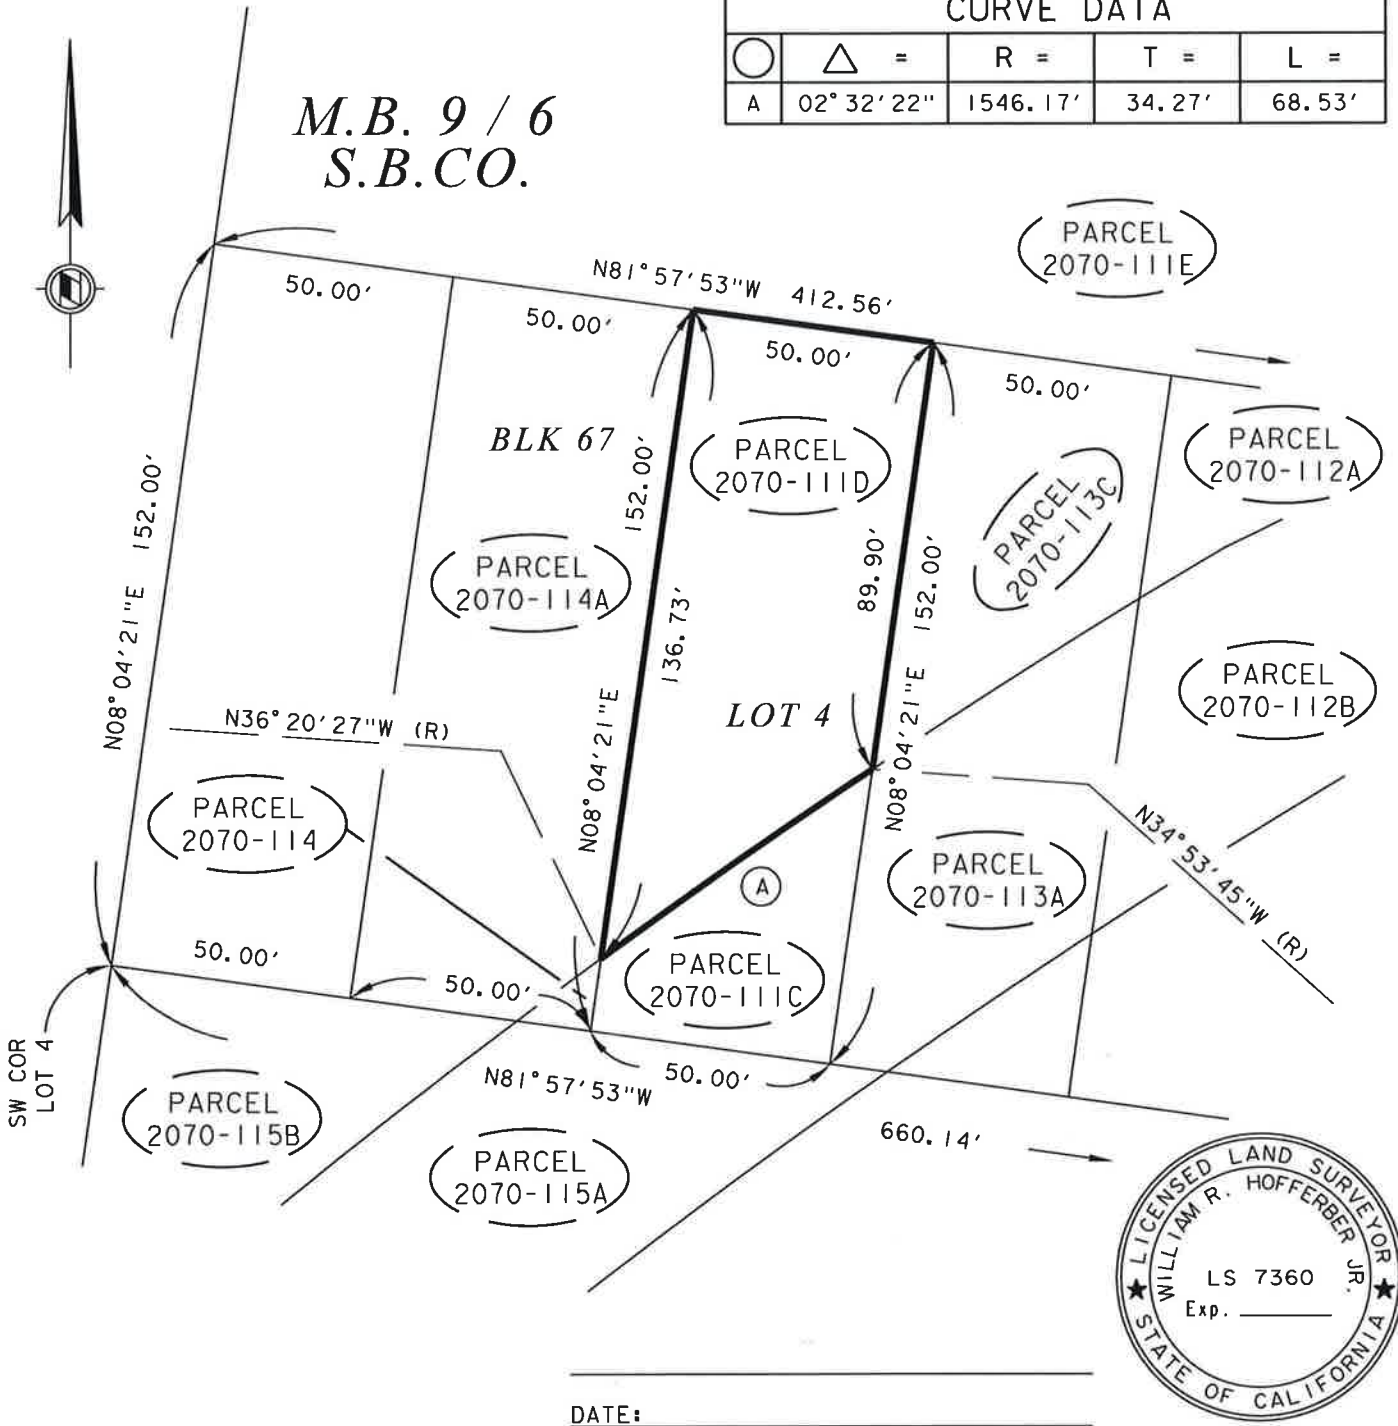 CURVE DATA
△ = R = T = L =
A 02°32'22" 1546.17' 34.27' 68.53'
M.B. 9 / 6
S.B.CO.
PARCEL
2070-111E
N81°57'53"W 412.56'
50.00'
50.00'
50.00'
50.00'
BLK 67
PARCEL
2070-111D
PARCEL
2070-112A
PARCEL
2070-113C
N08°04'21"E 152.00'
152.00'
PARCEL
2070-114A
136.73'
N08°04'21"E
89.90'
N08°04'21"E 152.00'
PARCEL
2070-112B
N36°20'27"W (R)
LOT 4
PARCEL
2070-114
A
PARCEL
2070-113A
N34°53'45"W (R)
50.00'
50.00'
PARCEL
2070-111C
SW COR
LOT 4
N81°57'53"W
50.00'
PARCEL
2070-115B
660.14'
PARCEL
2070-115A
LICENSED LAND SURVEYOR
WILLIAM R. HOFFERBER JR.
LS 7360
Exp.
STATE OF CALIFORNIA
DATE: